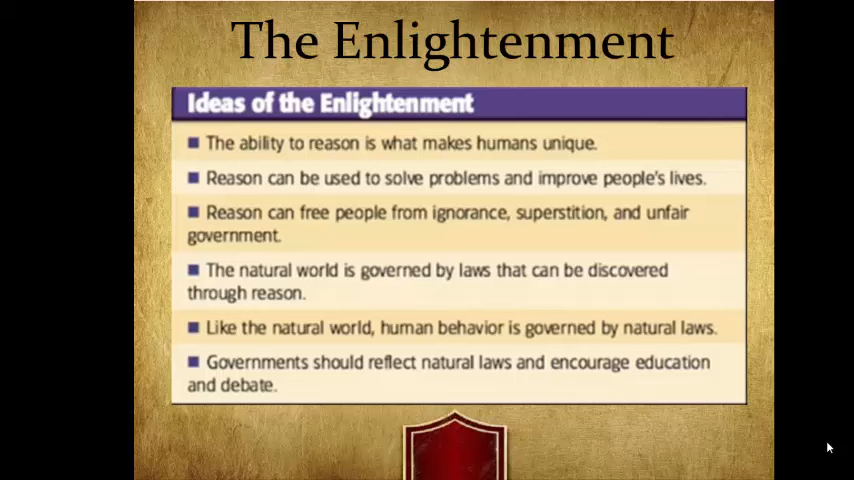 The Enlightenment
Ideas of the Enlightenment
■ The ability to reason is what makes humans unique.
■ Reason can be used to solve problems and improve people's lives.
■ Reason can free people from ignorance, superstition, and unfair
government.
■ The natural world is governed by laws that can be discovered
through reason.
■ Like the natural world, human behavior is governed by natural laws.
■ Governments should reflect natural laws and encourage education
and debate.